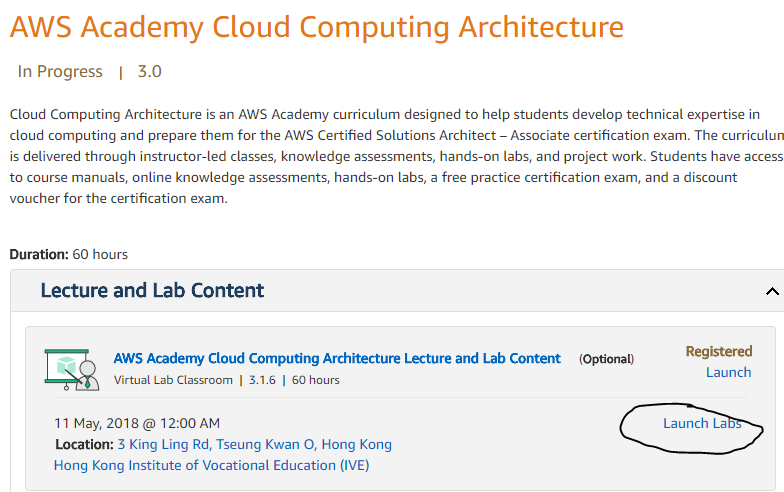 AWS Academy Cloud Computing Architecture
In Progress | 3.0
Cloud Computing Architecture is an AWS Academy curriculum designed to help students develop technical expertise in
cloud computing and prepare them for the AWS Certified Solutions Architect – Associate certification exam. The curriculum
is delivered through instructor-led classes, knowledge assessments, hands-on labs, and project work. Students have access
to course manuals, online knowledge assessments, hands-on labs, a free practice certification exam, and a discount
voucher for the certification exam.
Duration: 60 hours
Lecture and Lab Content
AWS Academy Cloud Computing Architecture Lecture and Lab Content (Optional) Registered
Virtual Lab Classroom | 3.1.6 | 60 hours Launch
11 May, 2018 @ 12:00 AM Launch Labs
Location: 3 King Ling Rd, Tseung Kwan O, Hong Kong
Hong Kong Institute of Vocational Education (IVE)